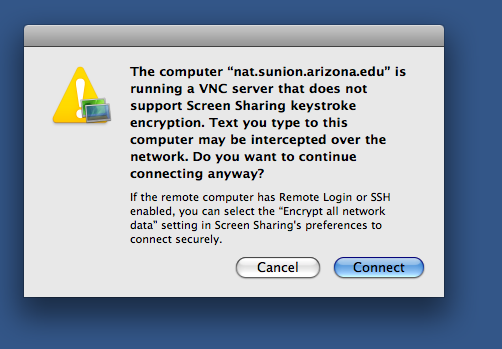 The computer “nat.sunion.arizona.edu” is
running a VNC server that does not
support Screen Sharing keystroke
encryption. Text you type to this
computer may be intercepted over the
network. Do you want to continue
connecting anyway?
If the remote computer has Remote Login or SSH
enabled, you can select the “Encrypt all network
data” setting in Screen Sharing's preferences to
connect securely.
Cancel Connect